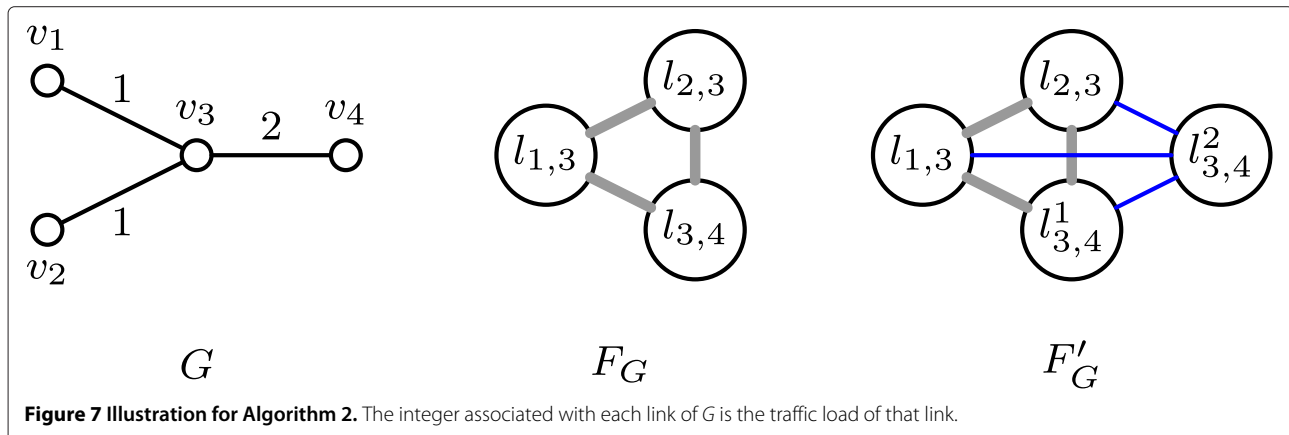 v₁
1
v₃
2
v₄
1
v₂
G
l₂,₃
l₁,₃
l₃,₄
F_G
l₂,₃
l₁,₃
l²₃,₄
l¹₃,₄
F′_G
Figure 7 Illustration for Algorithm 2. The integer associated with each link of G is the traffic load of that link.